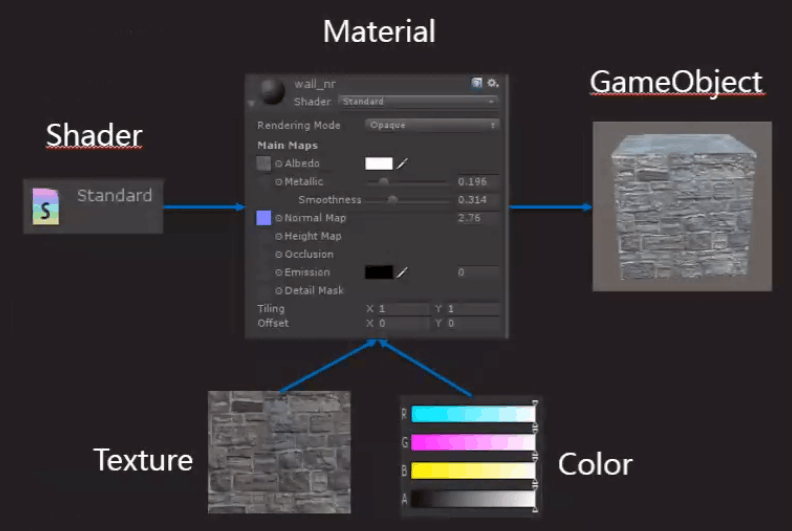 Material
GameObject
Shader
Standard
wall_nr
Shader Standard
Rendering Mode Opaque
Main Maps
Albedo
Metallic 0.196
Smoothness 0.314
Normal Map 2.76
Height Map
Occlusion
Emission 0
Detail Mask
Tiling X 1 Y 1
Offset X 0 Y 0
Texture
R
G
B
A
Color